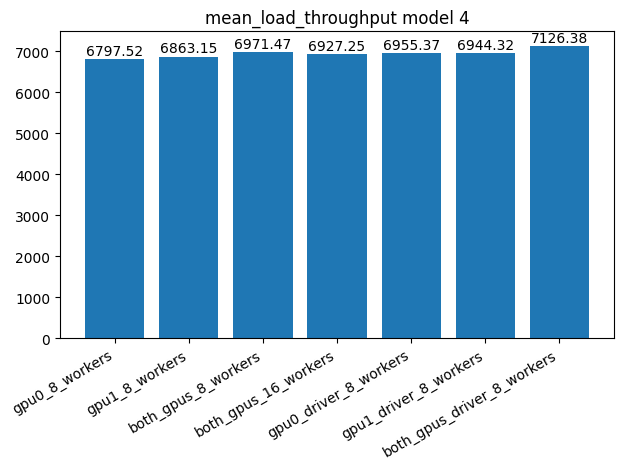 mean_load_throughput model 4
7000
6000
5000
4000
3000
2000
1000
0
6797.52
6863.15
6971.47
6927.25
6955.37
6944.32
7126.38
gpu0_8_workers
gpu1_8_workers
both_gpus_8_workers
both_gpus_16_workers
gpu0_driver_8_workers
gpu1_driver_8_workers
both_gpus_driver_8_workers